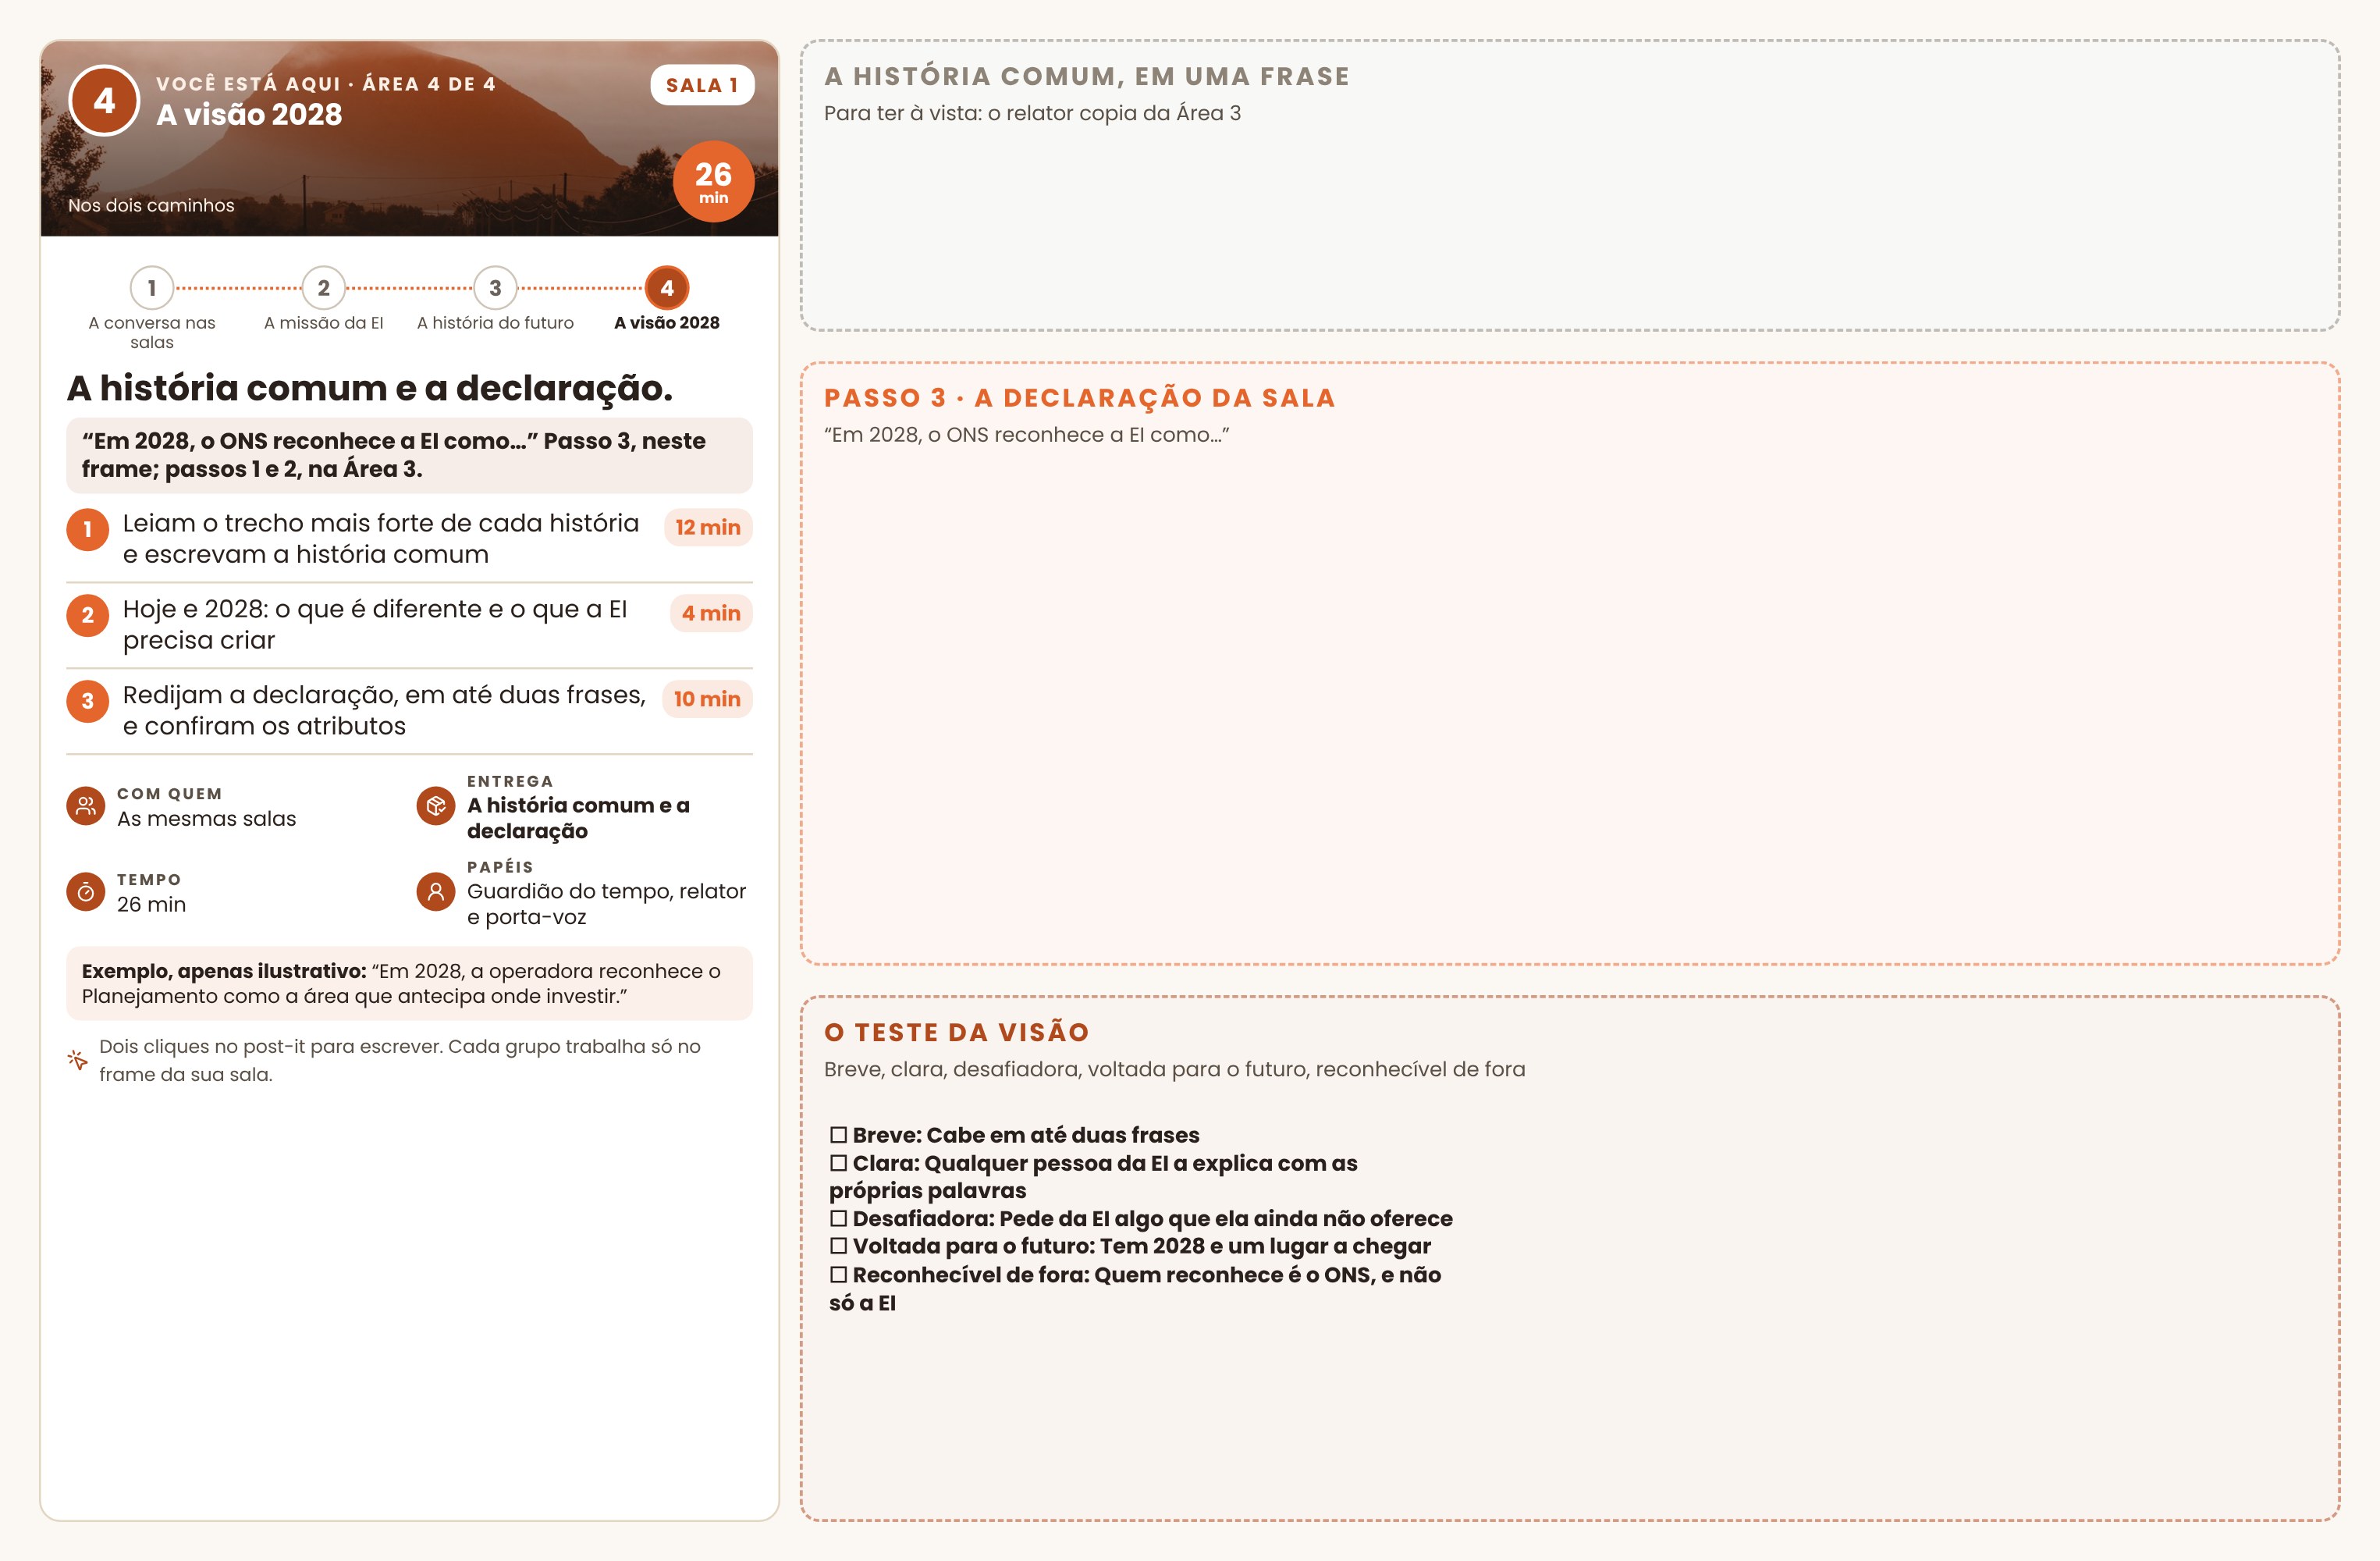 4
VOCÊ ESTÁ AQUI · ÁREA 4 DE 4
A visão 2028
SALA 1
26
min
Nos dois caminhos
1
2
3
4
A conversa nas
salas
A missão da EI
A história do futuro
A visão 2028
A história comum e a declaração.
“Em 2028, o ONS reconhece a EI como…” Passo 3, neste
frame; passos 1 e 2, na Área 3.
1
Leiam o trecho mais forte de cada história
e escrevam a história comum
12 min
2
Hoje e 2028: o que é diferente e o que a EI
precisa criar
4 min
3
Redijam a declaração, em até duas frases,
e confiram os atributos
10 min
COM QUEM
As mesmas salas
ENTREGA
A história comum e a
declaração
TEMPO
26 min
PAPÉIS
Guardião do tempo, relator
e porta-voz
Exemplo, apenas ilustrativo: “Em 2028, a operadora reconhece o
Planejamento como a área que antecipa onde investir.”
Dois cliques no post-it para escrever. Cada grupo trabalha só no
frame da sua sala.
A HISTÓRIA COMUM, EM UMA FRASE
Para ter à vista: o relator copia da Área 3
PASSO 3 · A DECLARAÇÃO DA SALA
“Em 2028, o ONS reconhece a EI como…”
O TESTE DA VISÃO
Breve, clara, desafiadora, voltada para o futuro, reconhecível de fora
☐ Breve: Cabe em até duas frases
☐ Clara: Qualquer pessoa da EI a explica com as
próprias palavras
☐ Desafiadora: Pede da EI algo que ela ainda não oferece
☐ Voltada para o futuro: Tem 2028 e um lugar a chegar
☐ Reconhecível de fora: Quem reconhece é o ONS, e não
só a EI